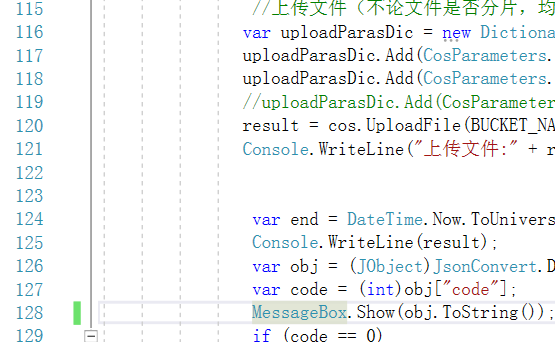 115 //上传文件（不论文件是否分片，均
116 var uploadParasDic = new Dictiona
117 uploadParasDic.Add(CosParameters.
118 uploadParasDic.Add(CosParameters.
119 //uploadParasDic.Add(CosParameter
120 result = cos.UploadFile(BUCKET_NA
121 Console.WriteLine("上传文件:" + r
122
123
124 var end = DateTime.Now.ToUnivers
125 Console.WriteLine(result);
126 var obj = (JObject)JsonConvert.D
127 var code = (int)obj["code"];
128 MessageBox.Show(obj.ToString());
129 if (code == 0)